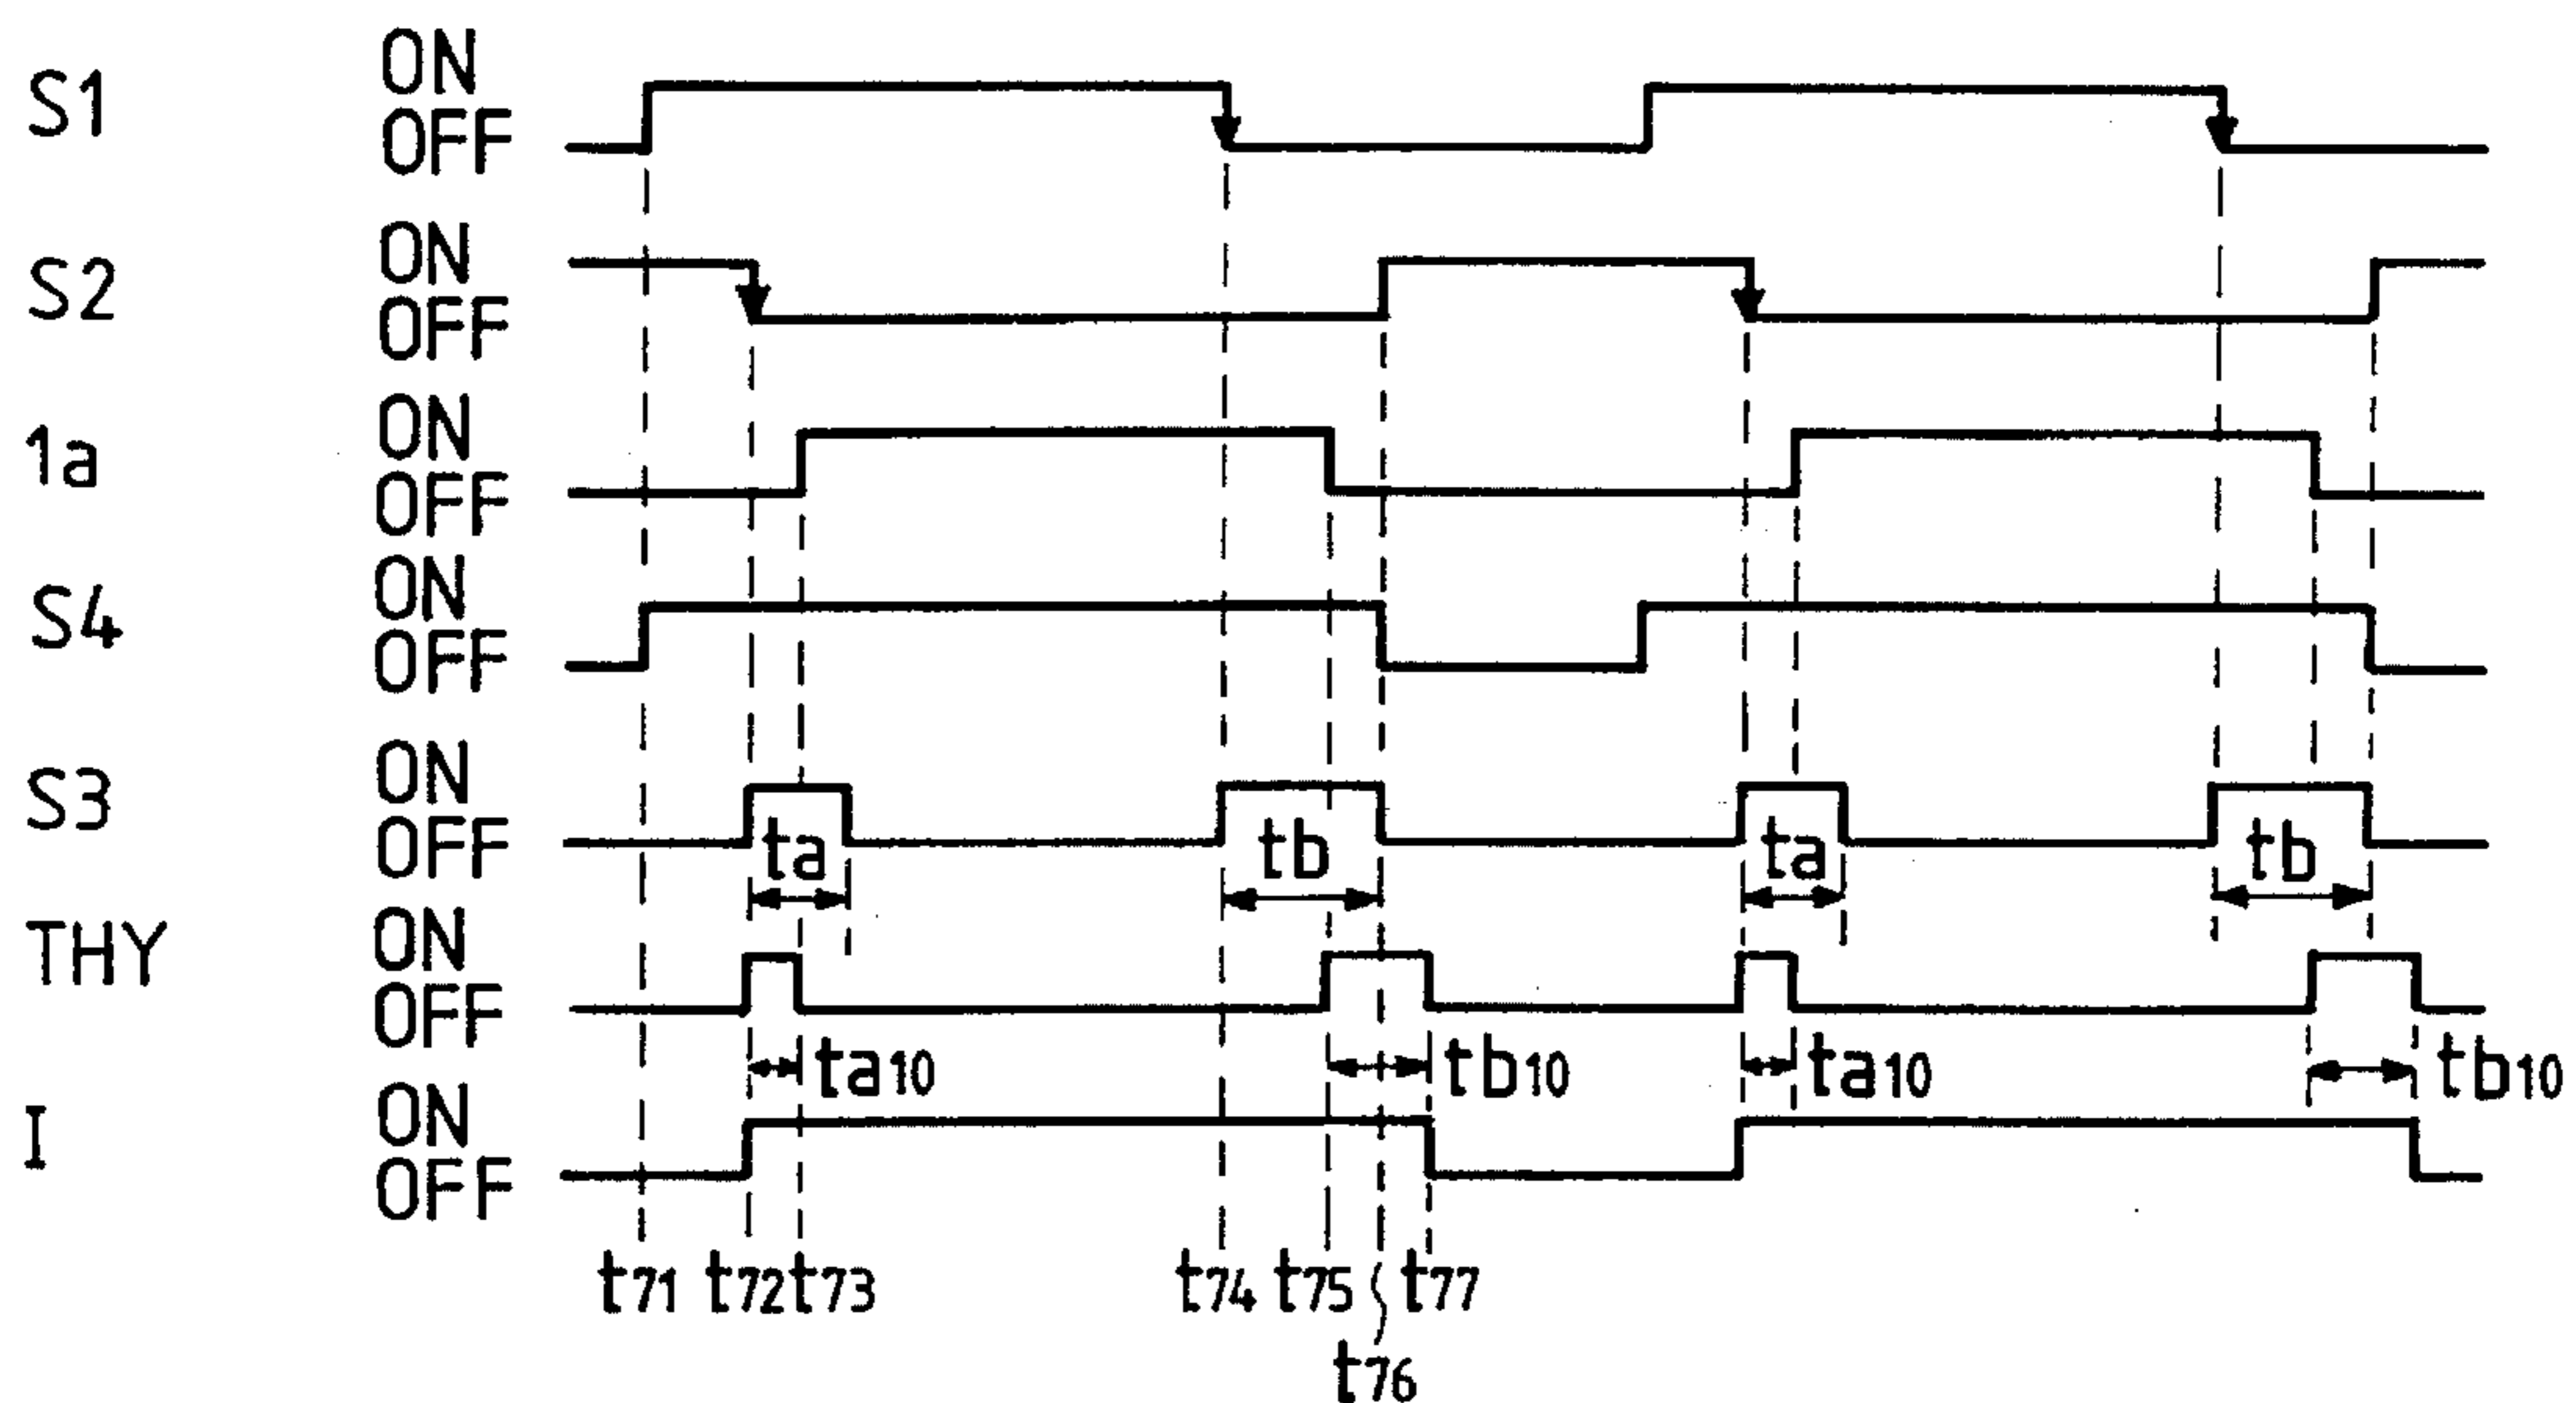 S1 ON
OFF
S2 ON
OFF
1a ON
OFF
S4 ON
OFF
S3 ON
OFF
ta tb ta tb
THY ON
OFF
ta10 tb10 ta10 tb10
I ON
OFF
t71 t72 t73 t74 t75 t77
t76